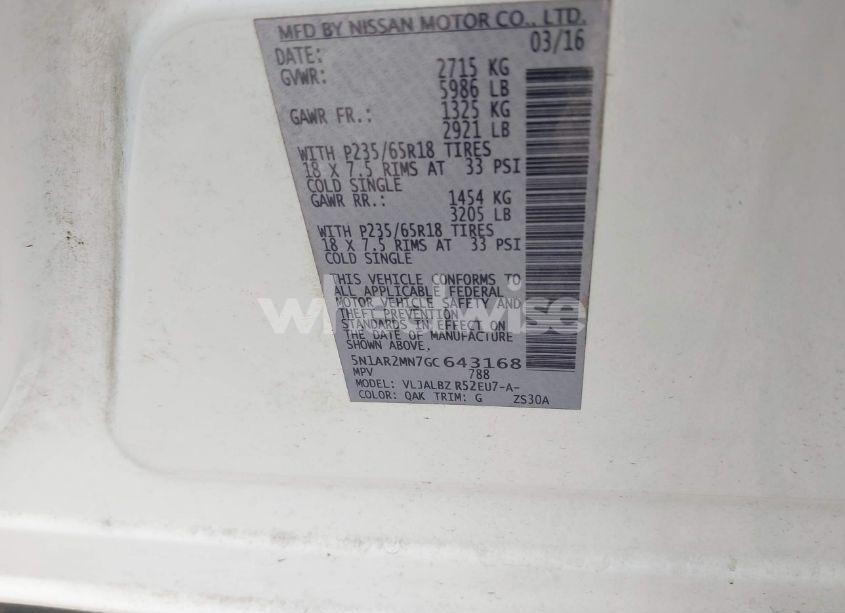 MFD BY NISSAN MOTOR CO., LTD.
DATE: 03/16
GVWR: 2715 KG
5986 LB
GAWR FR.: 1325 KG
2921 LB
WITH P235/65R18 TIRES
18 X 7.5 RIMS AT 33 PSI
COLD SINGLE
GAWR RR.: 1454 KG
3205 LB
WITH P235/65R18 TIRES
18 X 7.5 RIMS AT 33 PSI
COLD SINGLE
THIS VEHICLE CONFORMS TO
ALL APPLICABLE FEDERAL
MOTOR VEHICLE SAFETY AND
THEFT PREVENTION
STANDARDS IN EFFECT ON
THE DATE OF MANUFACTURE
SHOWN ABOVE.
5N1AR2MN7GC643168
MPV 788
MODEL: VLJALBZ R52EU7-A-
COLOR: QAK TRIM: G ZS30A